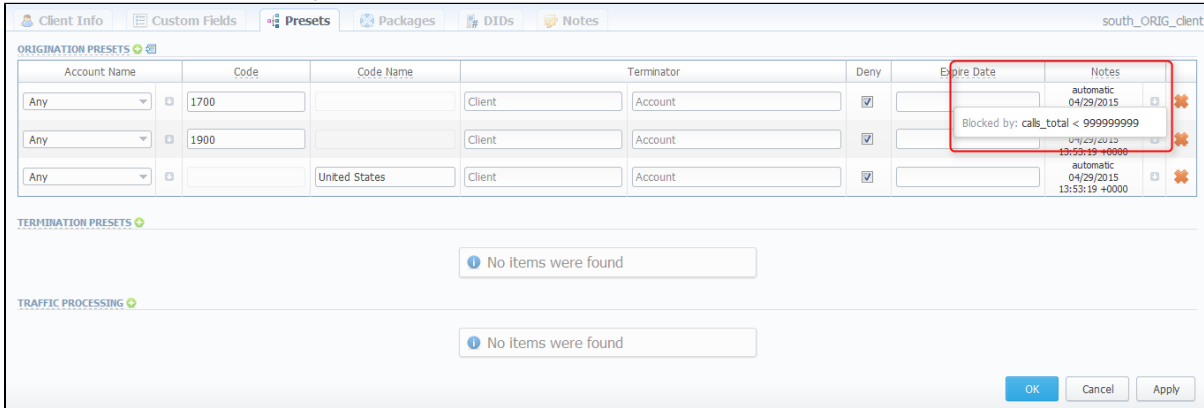 Client Info Custom Fields Presets Packages DIDs Notes south_ORIG_client
ORIGINATION PRESETS
Account Name Code Code Name Terminator Deny Expire Date Notes
Any 1700 Client Account automatic
04/29/2015
Blocked by: calls_total < 999999999
Any 1900 Client Account 04/29/2015
13:53:19 +0000
Any United States Client Account automatic
04/29/2015
13:53:19 +0000
TERMINATION PRESETS
No items were found
TRAFFIC PROCESSING
No items were found
OK Cancel Apply